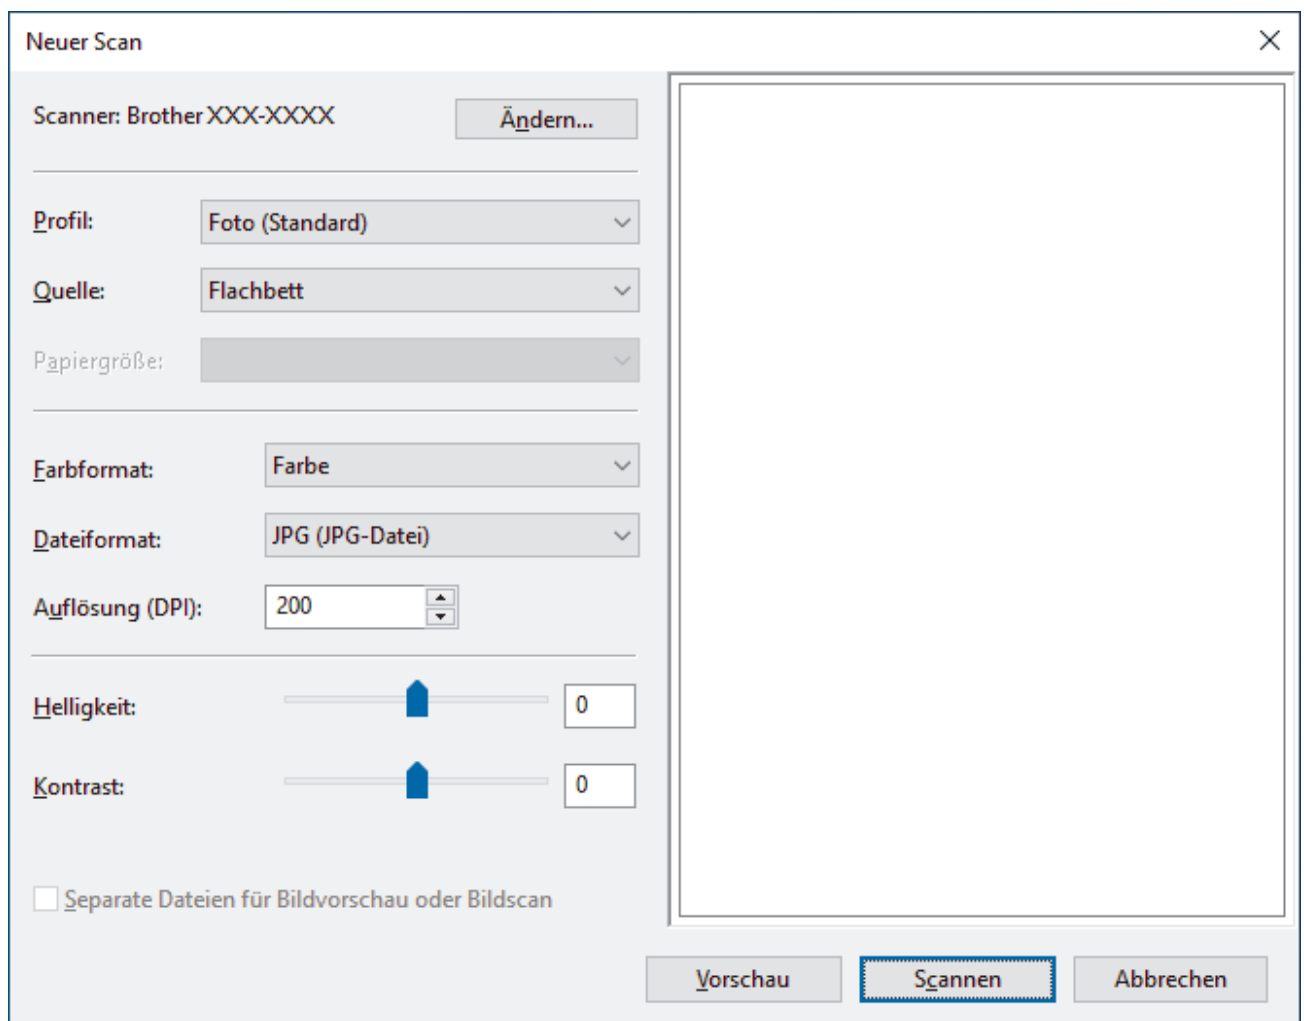 Neuer Scan
Scanner: Brother XXX-XXXX
Ändern...
Profil: Foto (Standard)
Quelle: Flachbett
Papiergröße:
Farbformat: Farbe
Dateiformat: JPG (JPG-Datei)
Auflösung (DPI): 200
Helligkeit: 0
Kontrast: 0
Separate Dateien für Bildvorschau oder Bildscan
Vorschau Scannen Abbrechen